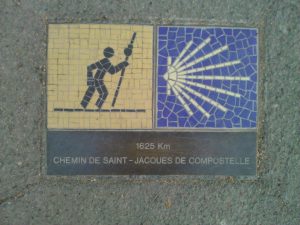 1625 Km
CHEMIN DE SAINT-JACQUES DE COMPOSTELLE